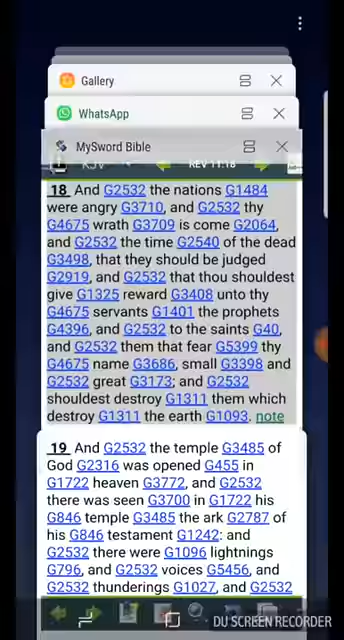 Gallery
WhatsApp
MySword Bible
KJV REV 11:18
18 And G2532 the nations G1484
were angry G3710, and G2532 thy
G4675 wrath G3709 is come G2064,
and G2532 the time G2540 of the dead
G3498, that they should be judged
G2919, and G2532 that thou shouldest
give G1325 reward G3408 unto thy
G4675 servants G1401 the prophets
G4396, and G2532 to the saints G40,
and G2532 them that fear G5399 thy
G4675 name G3686, small G3398 and
G2532 great G3173; and G2532
shouldest destroy G1311 them which
destroy G1311 the earth G1093. note
19 And G2532 the temple G3485 of
God G2316 was opened G455 in
G1722 heaven G3772, and G2532
there was seen G3700 in G1722 his
G846 temple G3485 the ark G2787 of
his G846 testament G1242: and
G2532 there were G1096 lightnings
G796, and G2532 voices G5456, and
G2532 thunderings G1027, and G2532
DU SCREEN RECORDER